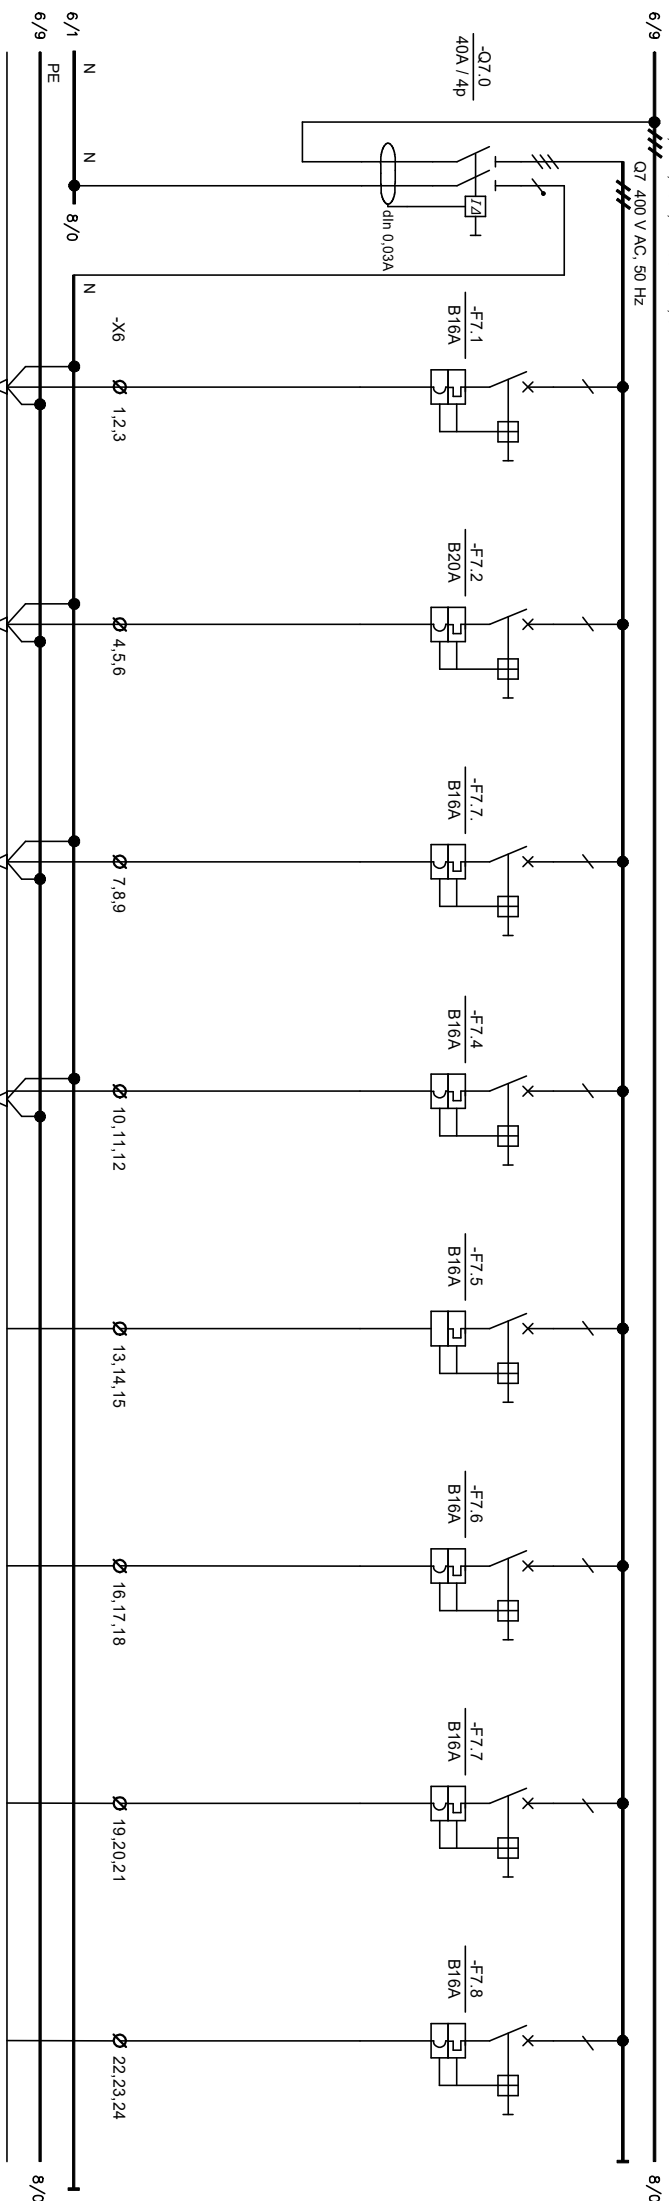 6/9
8/0
Q7 400 V AC, 50 Hz
-Q7.0
40A / 4p
I∆
dIn 0,03A
-F7.1
B16A
-F7.2
B20A
-F7.7.
B16A
-F7.4
B16A
-F7.5
B16A
-F7.6
B16A
-F7.7
B16A
-F7.8
B16A
-X6
1,2,3
4,5,6
7,8,9
10,11,12
13,14,15
16,17,18
19,20,21
22,23,24
N
N
N
6/1
8/0
PE
6/9
8/0